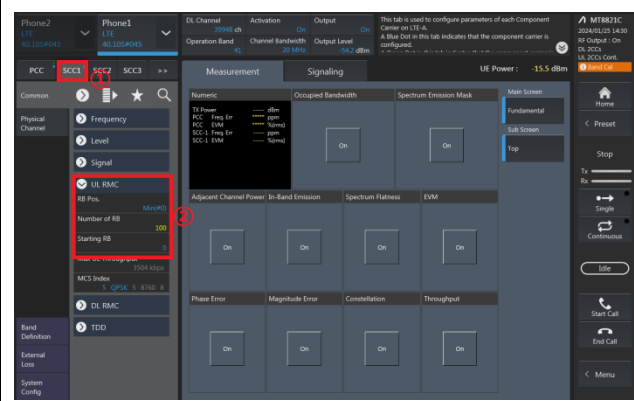 Phone2
LTE
40.10S#045
Phone1
LTE
40.10S#045
DL Channel
39948 ch
Activation
On
Output
On
Operation Band
41
Channel Bandwidth
20 MHz
Output Level
-54.2 dBm
This tab is used to configure parameters of each Component
Carrier on LTE-A.
A Blue Dot in this tab indicates that the component carrier is
configured.
MT8821C
2024/01/25 14:30
RF Output : On
DL 2CCs
UL 2CCs Cont.
Band Cal
PCC
SCC1
SCC2
SCC3
>>
①
Measurement
Signaling
UE Power :
-15.5 dBm
Common
Physical
Channel
Frequency
Level
Signal
UL RMC
RB Pos.
Min(#0)
Number of RB
100
Starting RB
0
②
Max UL Throughput
3504 kbps
MCS Index
5 QPSK 5 8760 8
DL RMC
TDD
Band
Definition
External
Loss
System
Config
Numeric
Occupied Bandwidth
Spectrum Emission Mask
TX Power ----- dBm
PCC Freq. Err ***** ppm
PCC EVM ----- %(rms)
SCC-1 Freq. Err ----- ppm
SCC-1 EVM ----- %(rms)
On
On
Adjacent Channel Power
In-Band Emission
Spectrum Flatness
EVM
On
On
On
On
Phase Error
Magnitude Error
Constellation
Throughput
On
On
On
On
Main Screen
Fundamental
Sub Screen
Top
Home
< Preset
Stop
Tx
Rx
Single
Continuous
Idle
Start Call
End Call
< Menu